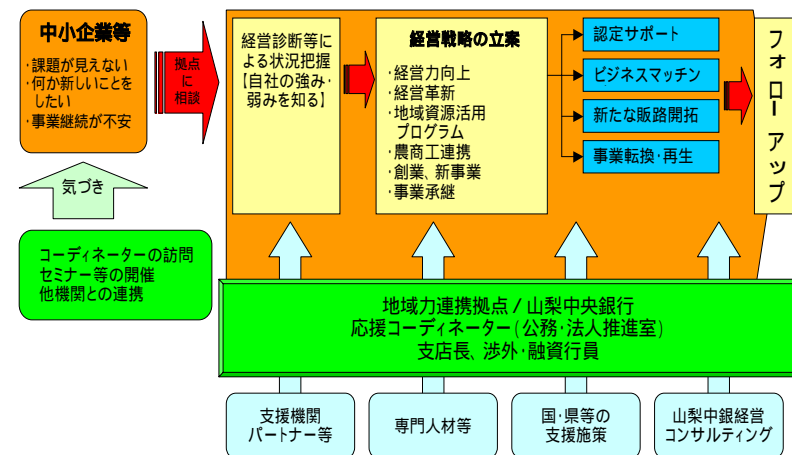 中小企業等
・課題が見えない
・何か新しいことを
したい
・事業継続が不安
拠点
に
相談
経営診断等に
よる状況把握
【自社の強み・
弱みを知る】
経営戦略の立案
・経営力向上
・経営革新
・地域資源活用
プログラム
・農商工連携
・創業、新事業
・事業承継
認定サポート
ビジネスマッチン
新たな販路開拓
事業転換・再生
フォローアップ
気づき
コーディネーターの訪問
セミナー等の開催
他機関との連携
地域力連携拠点 / 山梨中央銀行
応援コーディネーター(公務・法人推進室)
支店長、渉外・融資行員
支援機関
パートナー等
専門人材等
国・県等の
支援施策
山梨中銀経営
コンサルティング